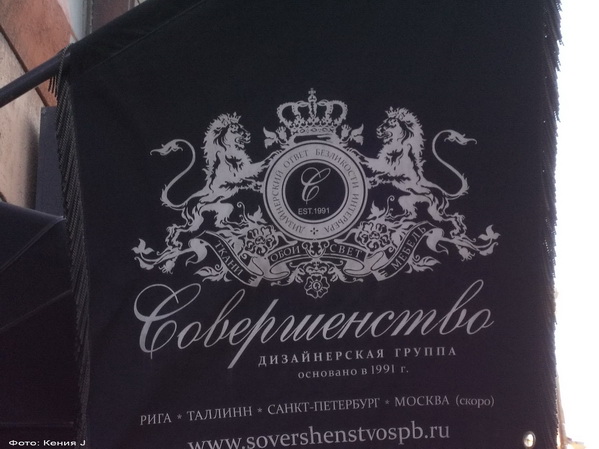 ДИЗАЙНЕРСКИЙ ОТВЕТ БЕЗЛИКОСТИ ИНТЕРЬЕРА
С
EST.1991
ТКАНИ ОБОИ СВЕТ МЕБЕЛЬ
Совершенство
ДИЗАЙНЕРСКАЯ ГРУППА
основано в 1991 г.
РИГА * ТАЛЛИНН * САНКТ-ПЕТЕРБУРГ * МОСКВА (скоро)
www.sovershenstvospb.ru
Фото: Кения J